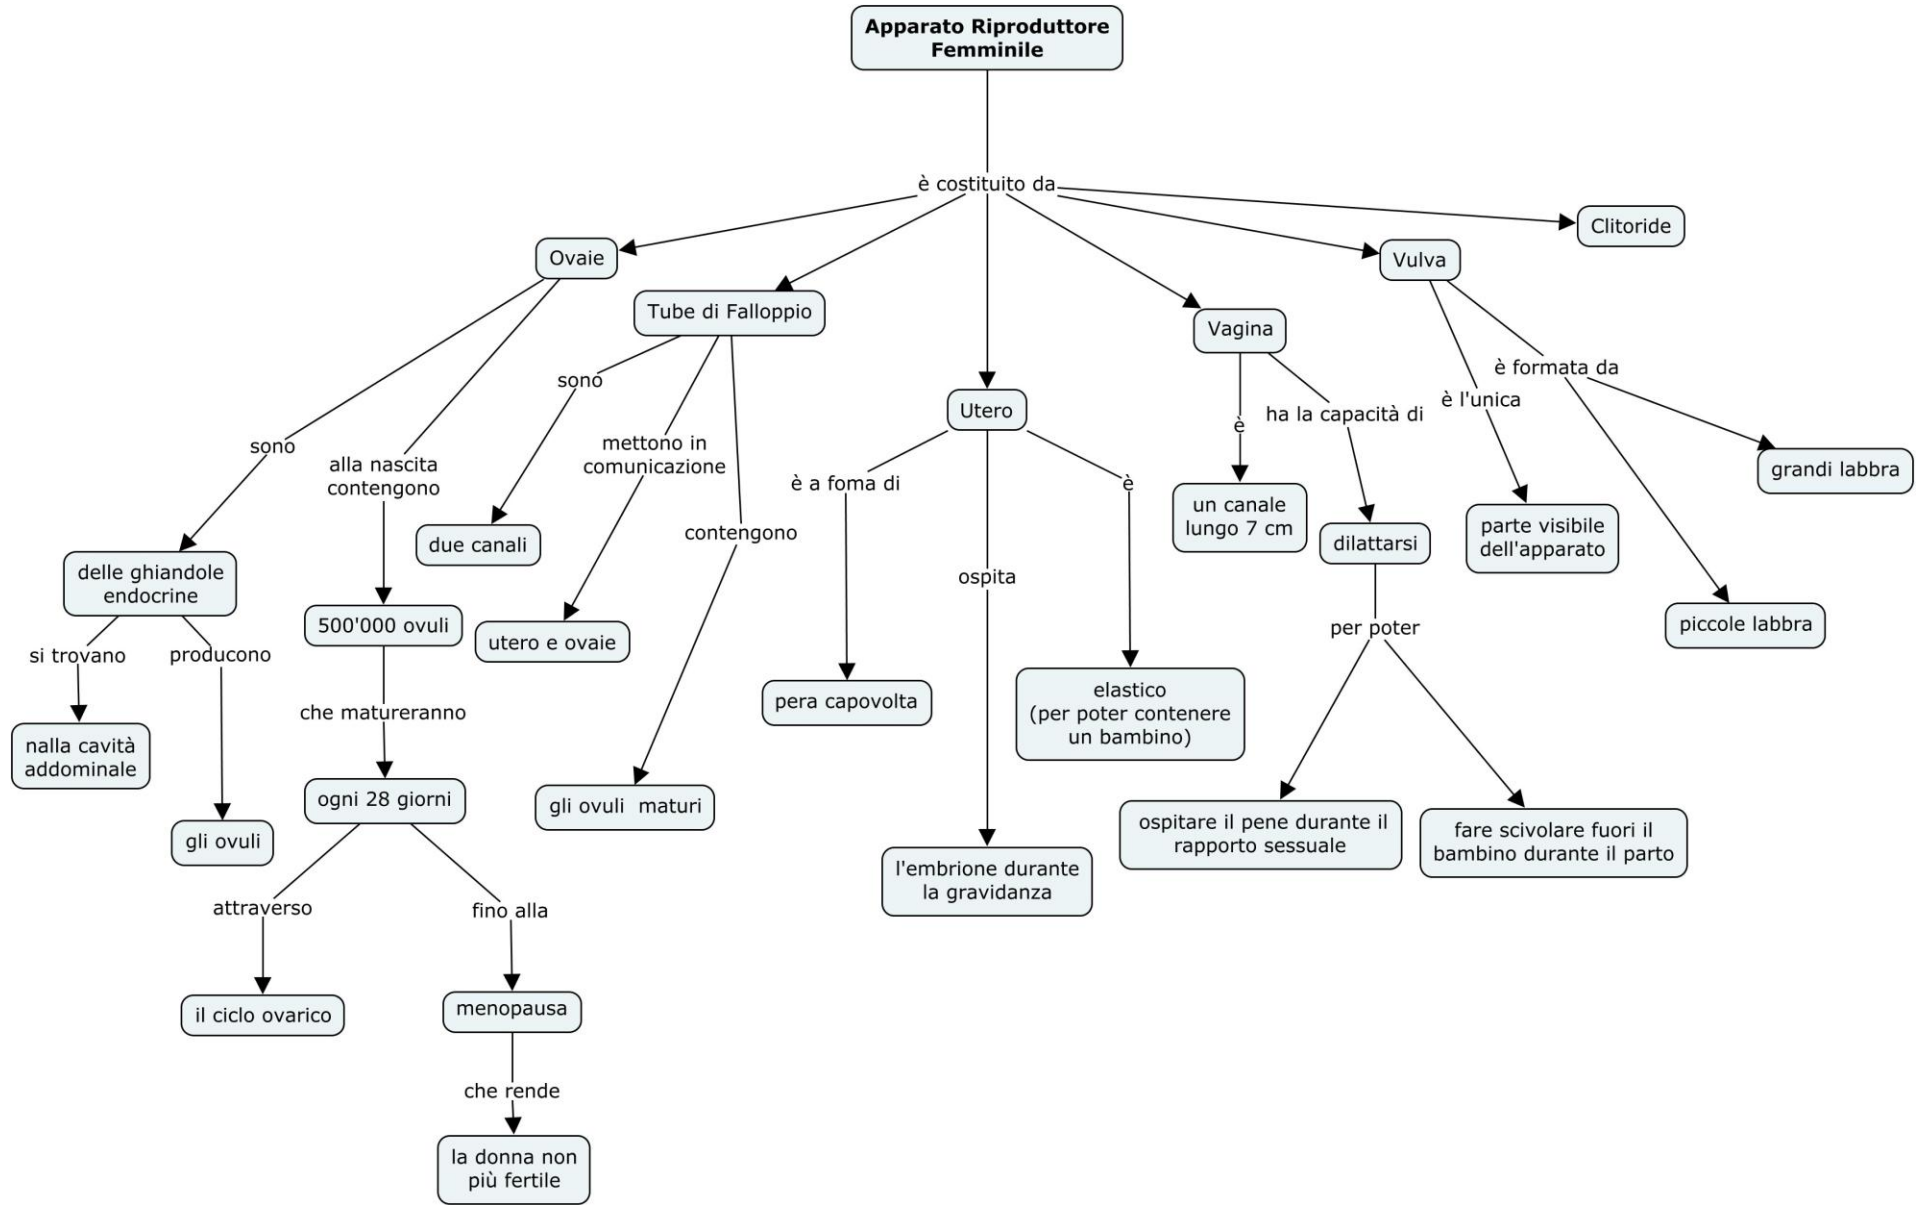 Apparato Riproduttore
Femminile
è costituito da
Ovaie
Tube di Falloppio
Utero
Vagina
Vulva
Clitoride
sono
delle ghiandole
endocrine
si trovano
nalla cavità
addominale
producono
gli ovuli
alla nascita
contengono
500'000 ovuli
che matureranno
ogni 28 giorni
attraverso
il ciclo ovarico
fino alla
menopausa
che rende
la donna non
più fertile
sono
due canali
mettono in
comunicazione
utero e ovaie
contengono
gli ovuli  maturi
è a foma di
pera capovolta
ospita
l'embrione durante
la gravidanza
è
elastico
(per poter contenere
un bambino)
è
un canale
lungo 7 cm
ha la capacità di
dilattarsi
per poter
ospitare il pene durante il
rapporto sessuale
fare scivolare fuori il
bambino durante il parto
è l'unica
parte visibile
dell'apparato
è formata da
grandi labbra
piccole labbra